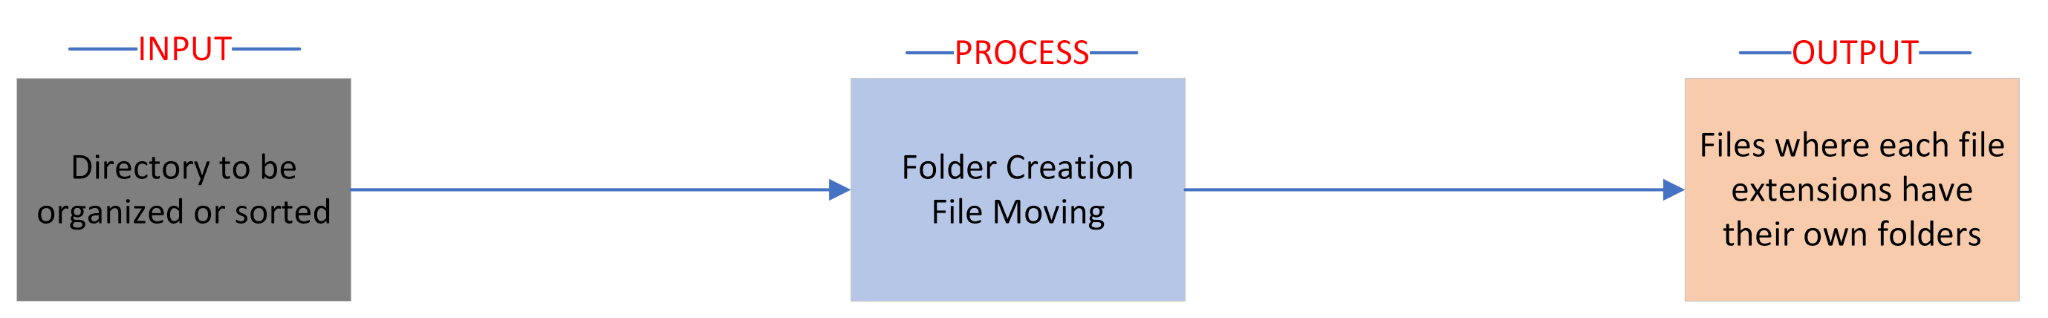 INPUT
Directory to be
organized or sorted
PROCESS
Folder Creation
File Moving
OUTPUT
Files where each file
extensions have
their own folders